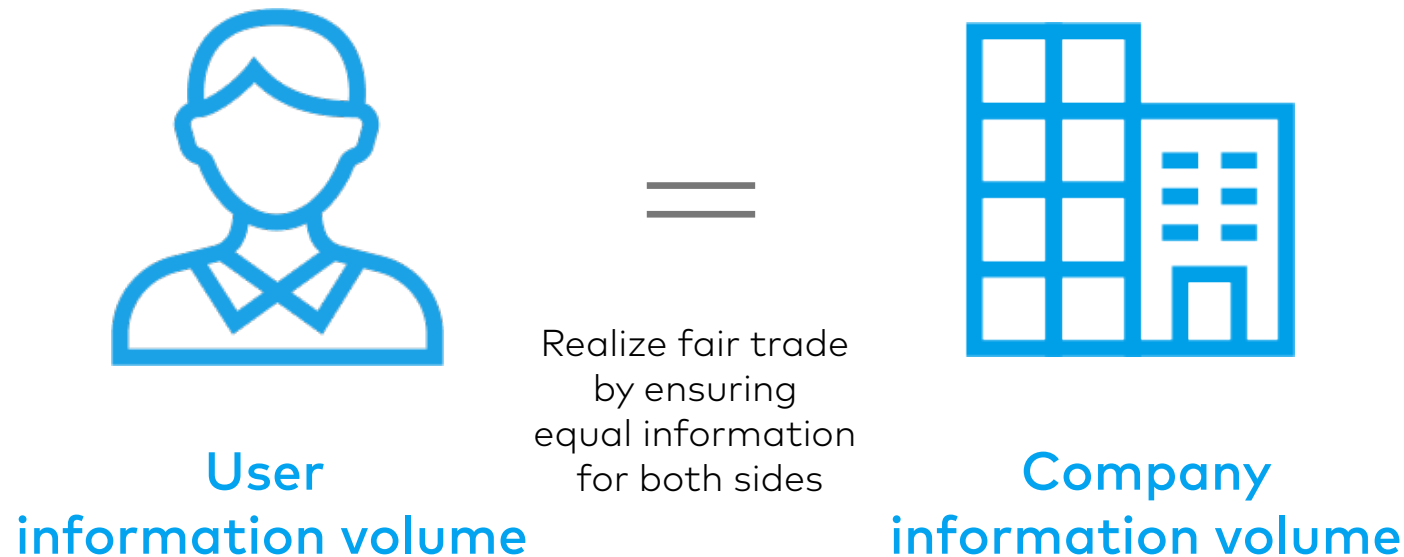 Realize fair trade
by ensuring
equal information
for both sides
User
information volume
Company
information volume